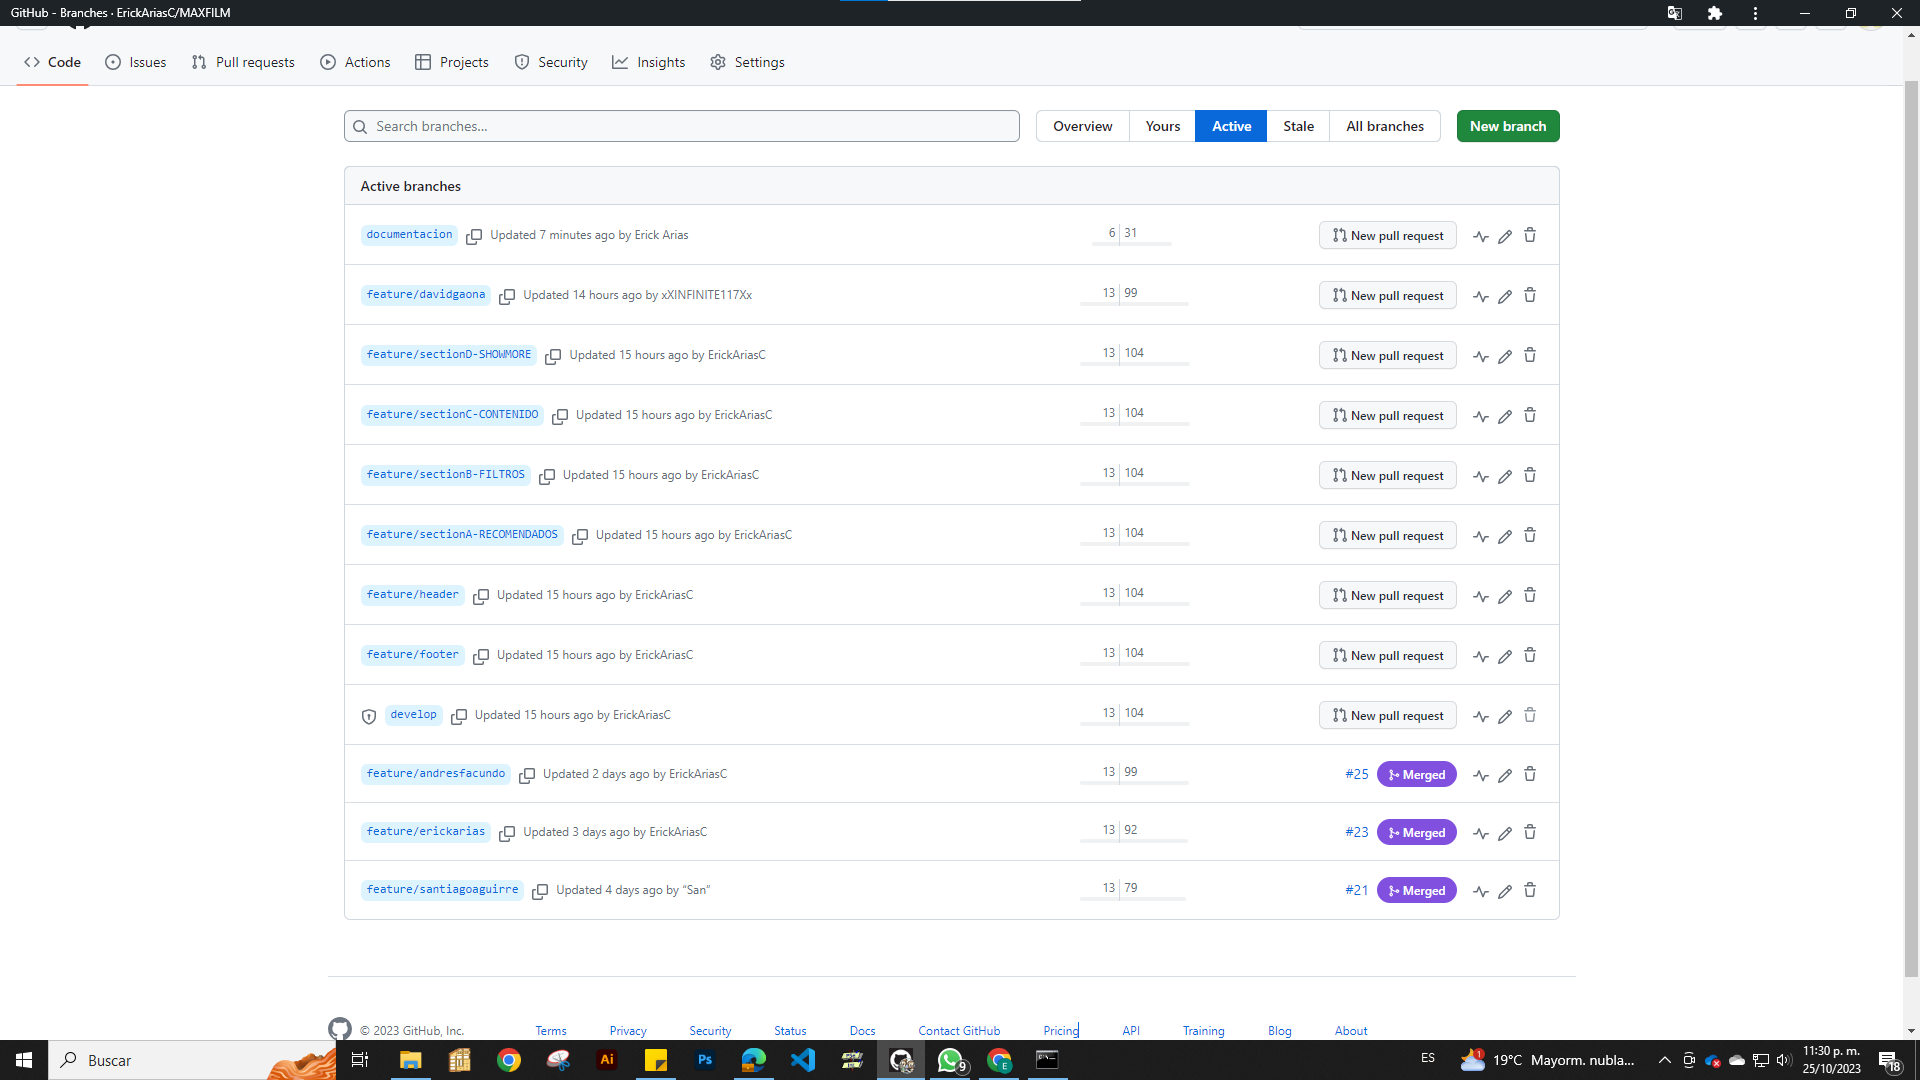 GitHub - Branches · ErickAriasC/MAXFILM
Code Issues Pull requests Actions Projects Security Insights Settings
Search branches... Overview Yours Active Stale All branches New branch
Active branches
documentacion Updated 7 minutes ago by Erick Arias 6 31 New pull request
feature/davidgaona Updated 14 hours ago by xXINFINITE117Xx 13 99 New pull request
feature/sectionD-SHOWMORE Updated 15 hours ago by ErickAriasC 13 104 New pull request
feature/sectionC-CONTENIDO Updated 15 hours ago by ErickAriasC 13 104 New pull request
feature/sectionB-FILTROS Updated 15 hours ago by ErickAriasC 13 104 New pull request
feature/sectionA-RECOMENDADOS Updated 15 hours ago by ErickAriasC 13 104 New pull request
feature/header Updated 15 hours ago by ErickAriasC 13 104 New pull request
feature/footer Updated 15 hours ago by ErickAriasC 13 104 New pull request
develop Updated 15 hours ago by ErickAriasC 13 104 New pull request
feature/andresfacundo Updated 2 days ago by ErickAriasC 13 99 #25 Merged
feature/erickarias Updated 3 days ago by ErickAriasC 13 92 #23 Merged
feature/santiagoaguirre Updated 4 days ago by “San” 13 79 #21 Merged
© 2023 GitHub, Inc. Terms Privacy Security Status Docs Contact GitHub Pricing API Training Blog About
Buscar Ai Ps 9 E ES 1 19°C Mayorm. nubla... 11:30 p. m.
25/10/2023 18